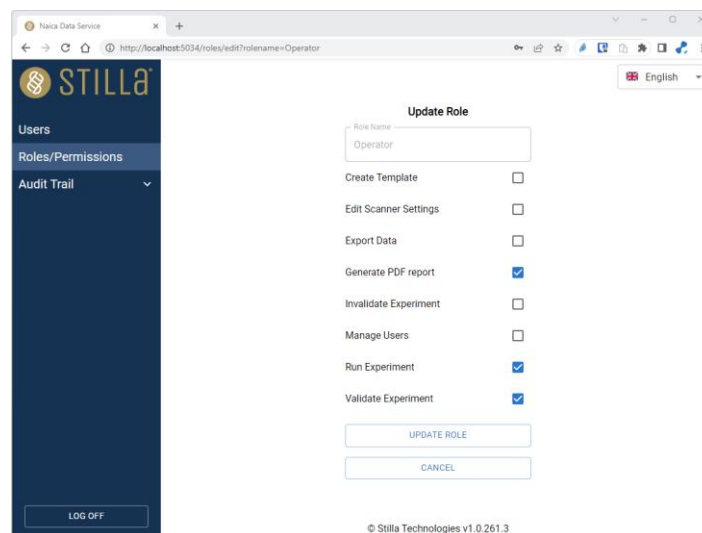 Naica Data Service
http://localhost:5034/roles/edit?rolename=Operator
STILLA
English
Users
Roles/Permissions
Audit Trail
Update Role
Role Name
Operator
Create Template
Edit Scanner Settings
Export Data
Generate PDF report
Invalidate Experiment
Manage Users
Run Experiment
Validate Experiment
UPDATE ROLE
CANCEL
LOG OFF
© Stilla Technologies v1.0.261.3